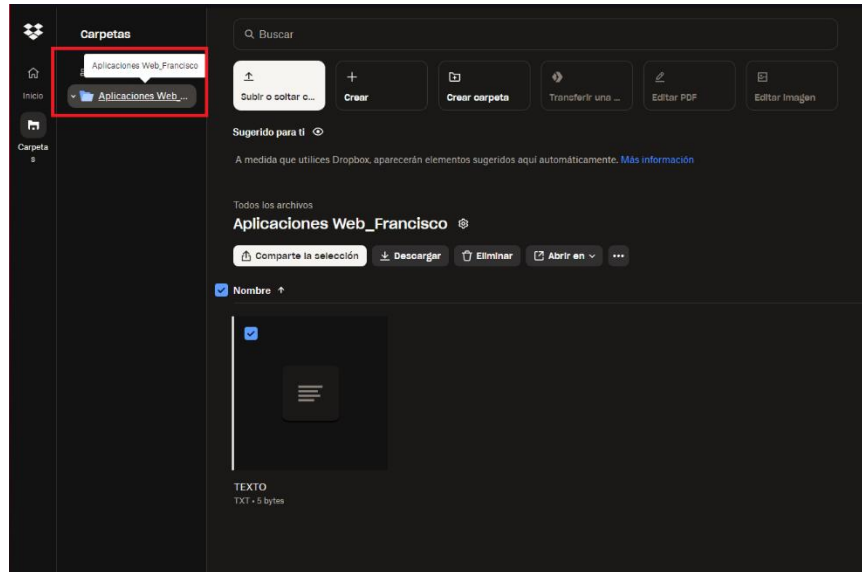 Carpetas
Aplicaciones Web_Francisco
Aplicaciones Web_...
Inicio
Carpeta
s
Buscar
Subir o soltar c...
Crear
Crear carpeta
Transferir una ...
Editar PDF
Editar Imagen
Sugerido para ti
A medida que utilices Dropbox, aparecerán elementos sugeridos aquí automáticamente. Más información
Todos los archivos
Aplicaciones Web_Francisco
Comparte la selección
Descargar
Eliminar
Abrir en
Nombre
TEXTO
TXT • 5 bytes